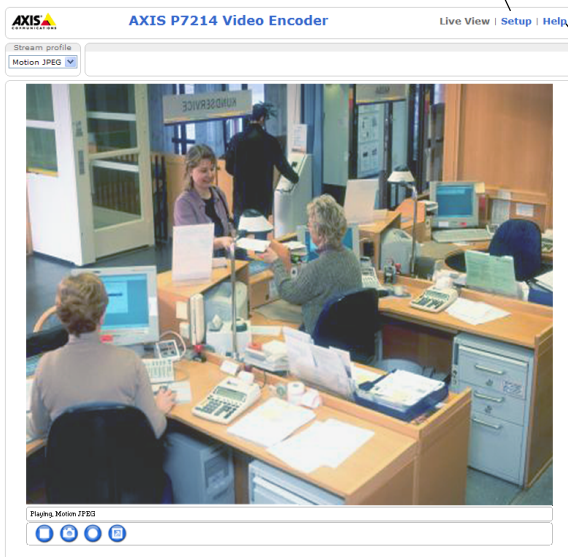 AXIS
COMMUNICATIONS
AXIS P7214 Video Encoder
Live View | Setup | Help
Stream profile
Motion JPEG
KUNDSERVICE
Playing, Motion JPEG